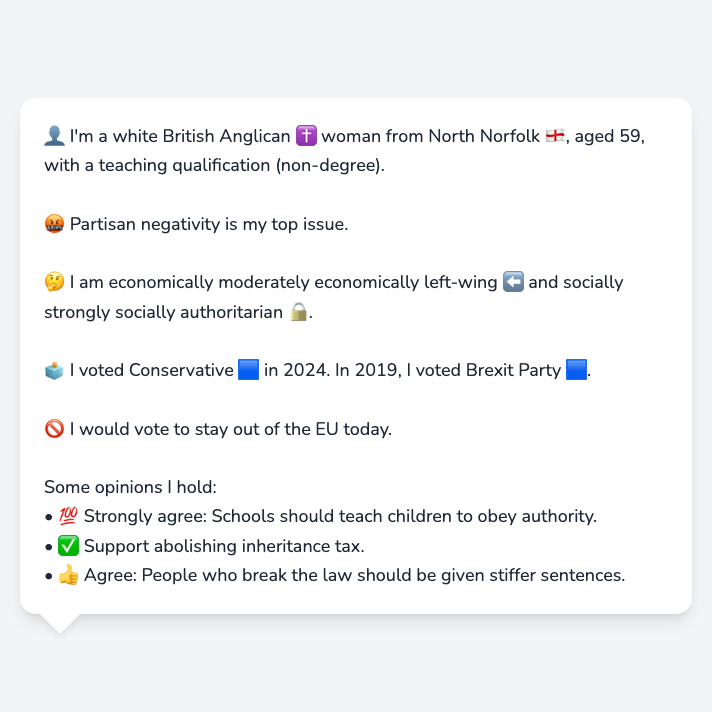 👤 I'm a white British Anglican ✝️ woman from North Norfolk 🏴󠁧󠁢󠁥󠁮󠁧󠁿, aged 59,
with a teaching qualification (non-degree).
🤬 Partisan negativity is my top issue.
🤔 I am economically moderately economically left-wing ⬅️ and socially
strongly socially authoritarian 🔒.
🗳️ I voted Conservative 🟦 in 2024. In 2019, I voted Brexit Party 🟦.
🚫 I would vote to stay out of the EU today.
Some opinions I hold:
• 💯 Strongly agree: Schools should teach children to obey authority.
• ✅ Support abolishing inheritance tax.
• 👍 Agree: People who break the law should be given stiffer sentences.